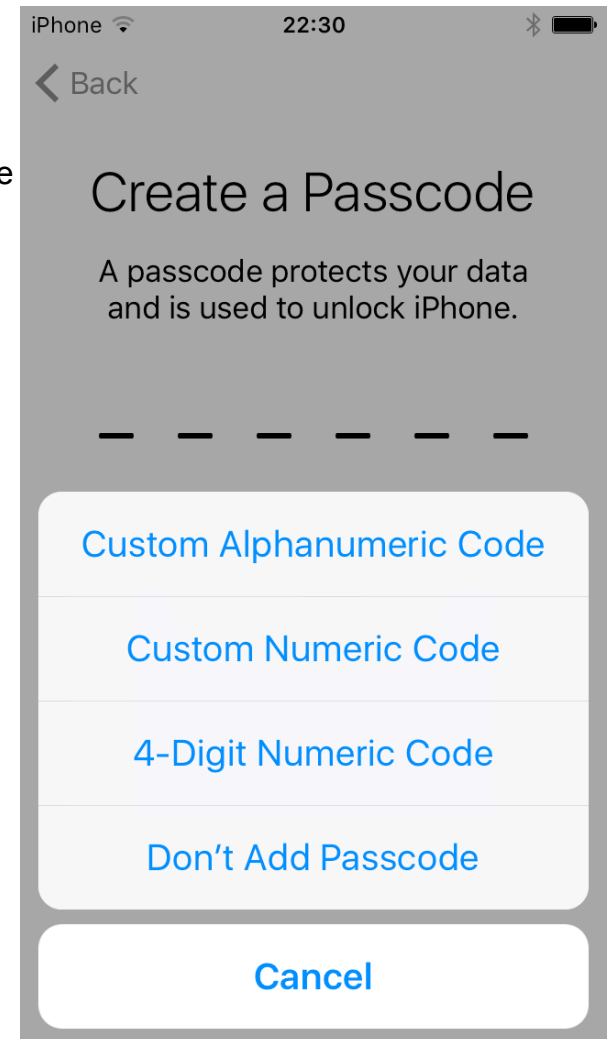 iPhone 22:30
Back
e
Create a Passcode
A passcode protects your data
and is used to unlock iPhone.
Custom Alphanumeric Code
Custom Numeric Code
4-Digit Numeric Code
Don’t Add Passcode
Cancel